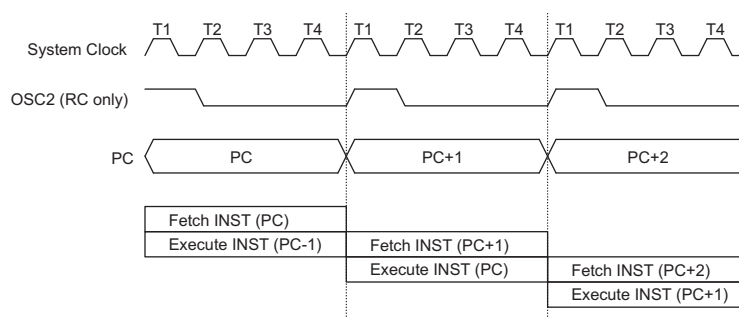 T1 T2 T3 T4 T1 T2 T3 T4 T1 T2 T3 T4
System Clock
OSC2 (RC only)
PC PC PC+1 PC+2
Fetch INST (PC)
Execute INST (PC-1) Fetch INST (PC+1)
Execute INST (PC) Fetch INST (PC+2)
Execute INST (PC+1)